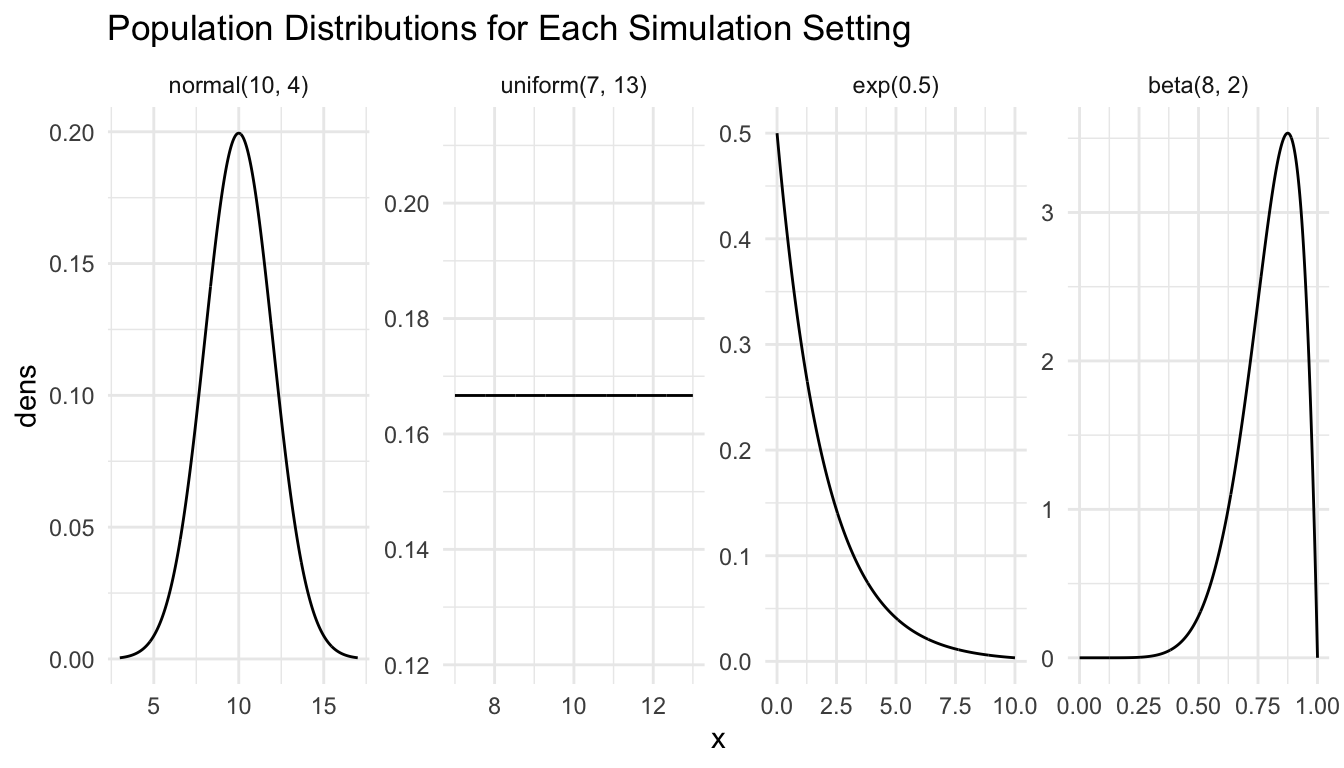 Population Distributions for Each Simulation Setting
normal(10, 4)
uniform(7, 13)
exp(0.5)
beta(8, 2)
dens
0.20
0.15
0.10
0.05
0.00
5 10 15
0.20
0.18
0.16
0.14
0.12
8 10 12
0.5
0.4
0.3
0.2
0.1
0.0
0.0 2.5 5.0 7.5 10.0
3
2
1
0
0.00 0.25 0.50 0.75 1.00
x